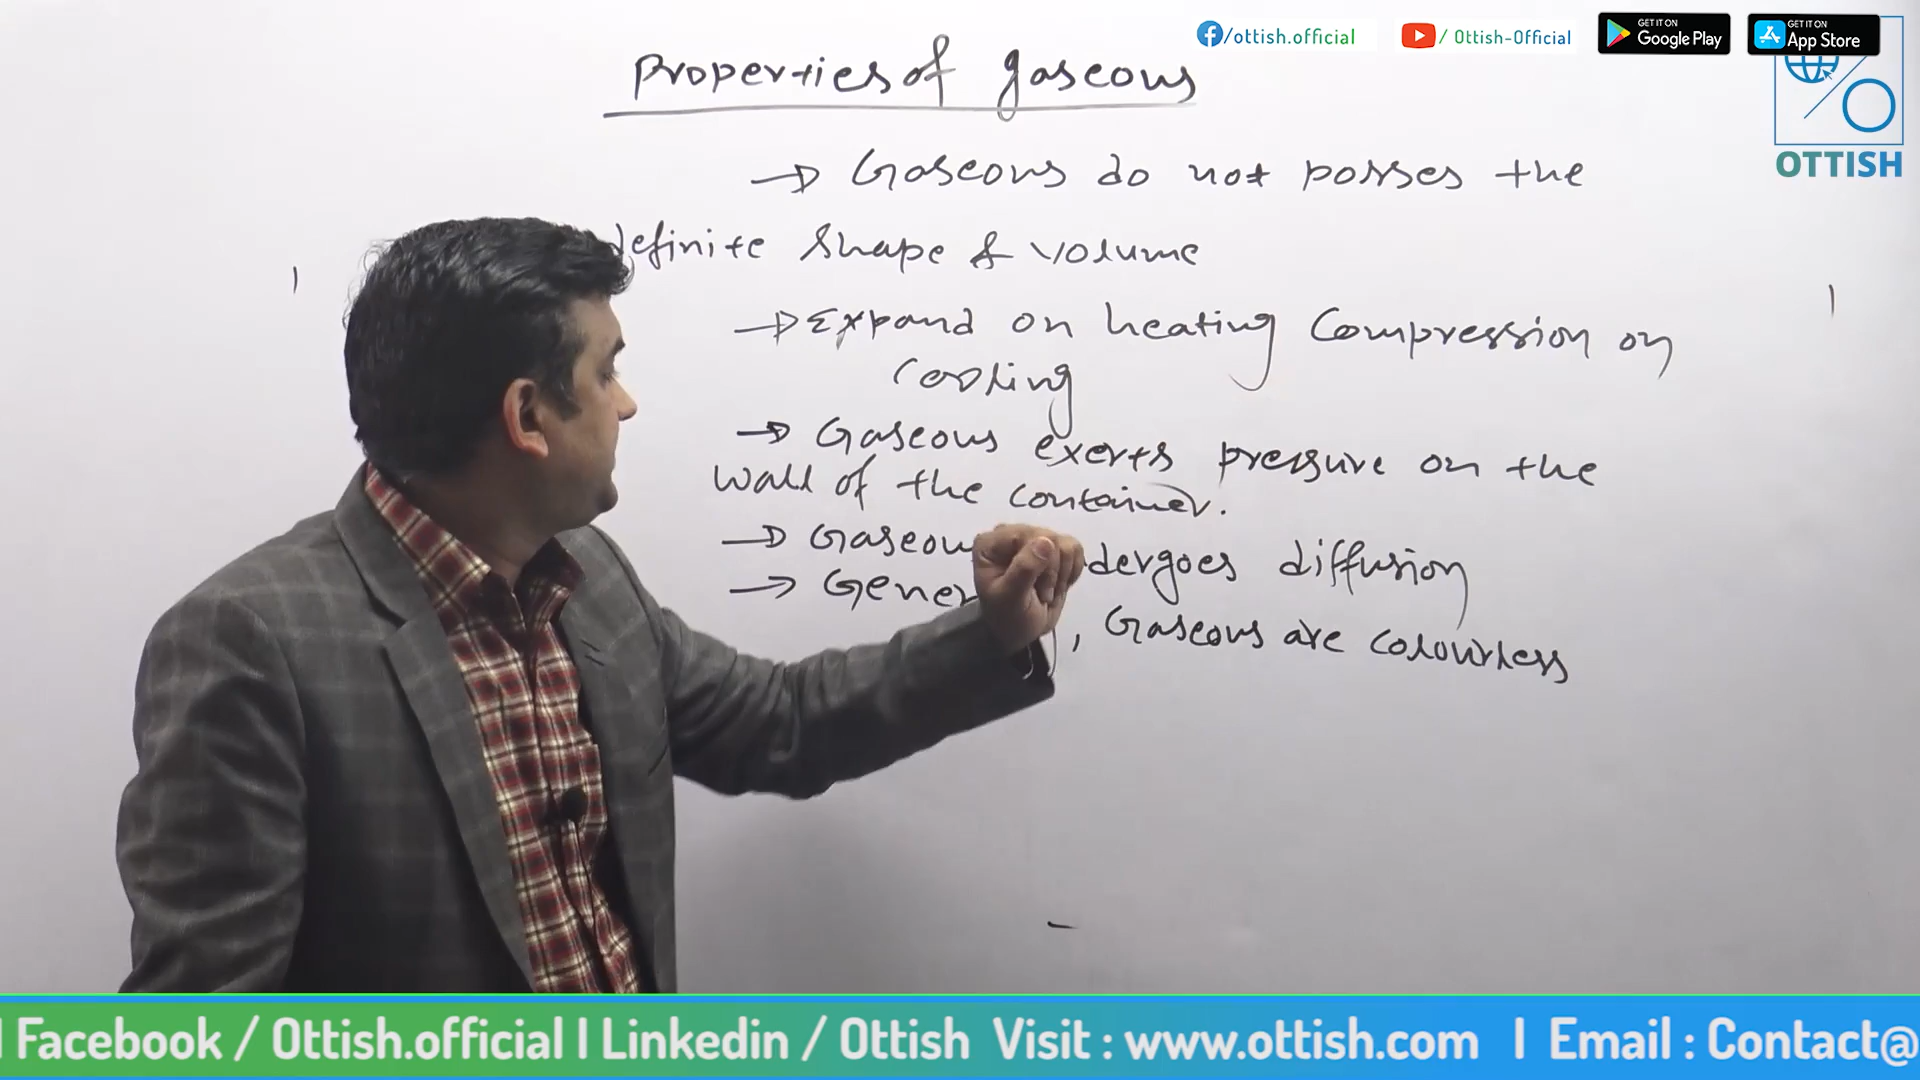 /ottish.official
/ Ottish-Official
GET IT ON
Google Play
GET IT ON
App Store
OTTISH
Properties of gaseous
→ Gaseous do not posses the
definite shape & volume
→ Expand on heating compression on
cooling
→ Gaseous exerts pressure on the
wall of the container.
→ Gaseou dergoes diffusion
→ Gener , Gaseous are colourless
I Facebook / Ottish.official I Linkedin / Ottish Visit : www.ottish.com I Email : Contact@